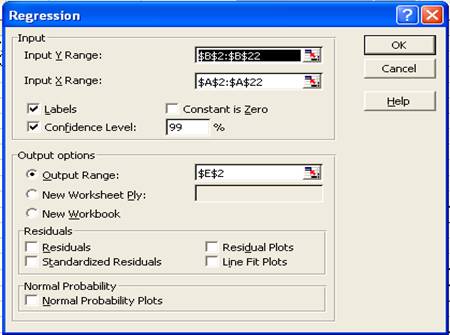 Regression
Input
Input Y Range: $B$2:$B$22
Input X Range: $A$2:$A$22
Labels Constant is Zero
Confidence Level: 99 %
OK
Cancel
Help
Output options
Output Range: $E$2
New Worksheet Ply:
New Workbook
Residuals
Residuals Residual Plots
Standardized Residuals Line Fit Plots
Normal Probability
Normal Probability Plots